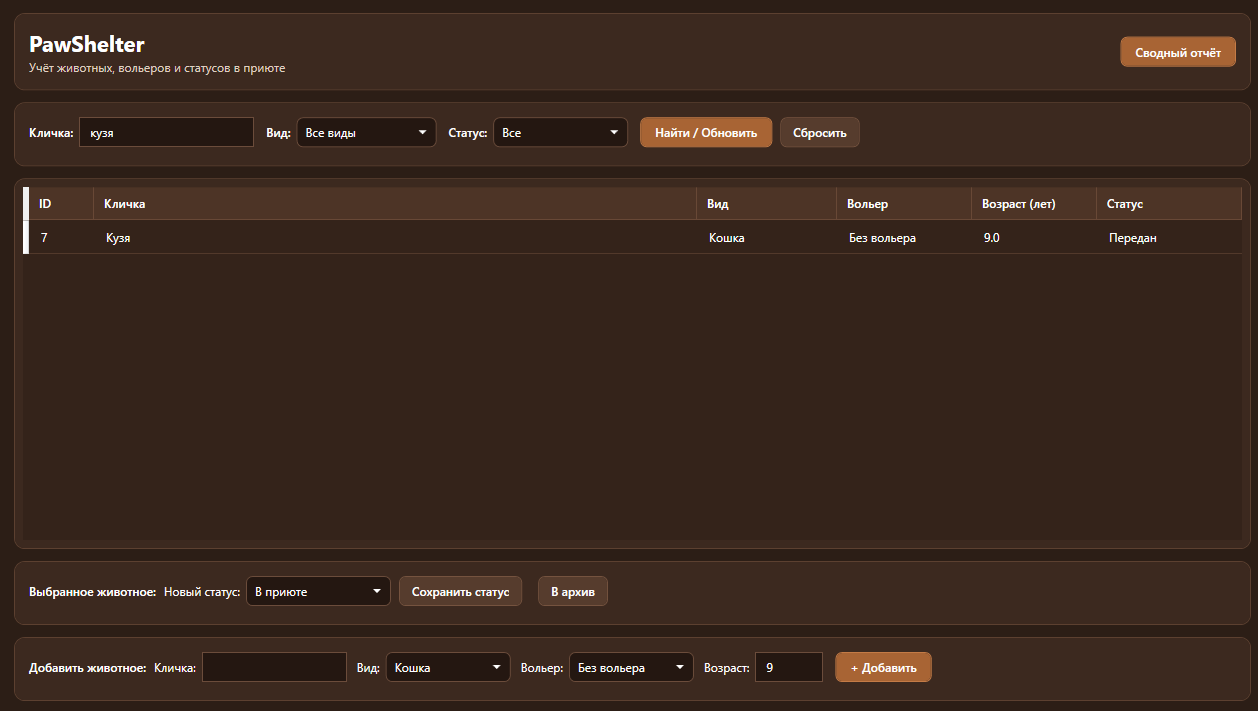 PawShelter
Учёт животных, вольеров и статусов в приюте
Сводный отчёт
Кличка: кузя Вид: Все виды Статус: Все Найти / Обновить Сбросить
ID Кличка Вид Вольер Возраст (лет) Статус
7 Кузя Кошка Без вольера 9.0 Передан
Выбранное животное: Новый статус: В приюте Сохранить статус В архив
Добавить животное: Кличка: Вид: Кошка Вольер: Без вольера Возраст: 9 + Добавить